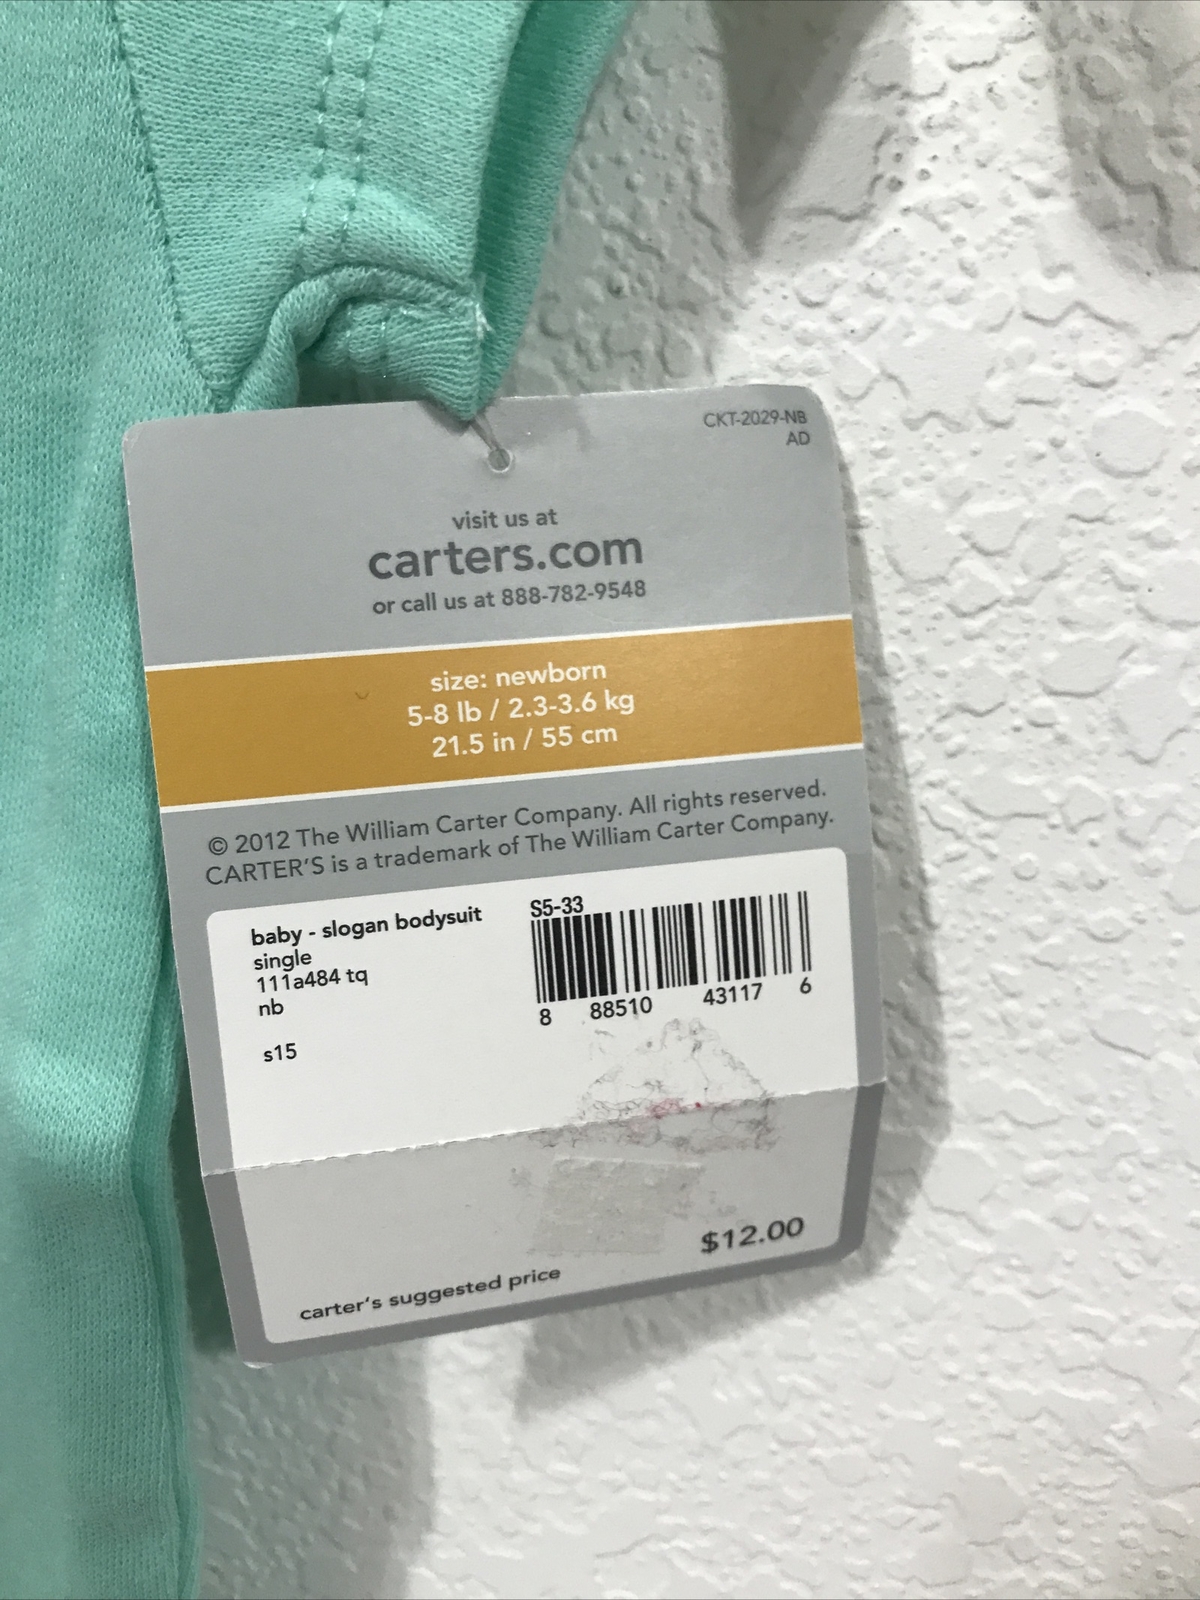 CKT-2029-NB
AD
visit us at
carters.com
or call us at 888-782-9548
size: newborn
5-8 lb / 2.3-3.6 kg
21.5 in / 55 cm
© 2012 The William Carter Company. All rights reserved.
CARTER'S is a trademark of The William Carter Company.
baby - slogan bodysuit
single
111a484 tq
nb
s15
S5-33
8 88510 43117 6
$12.00
carter's suggested price